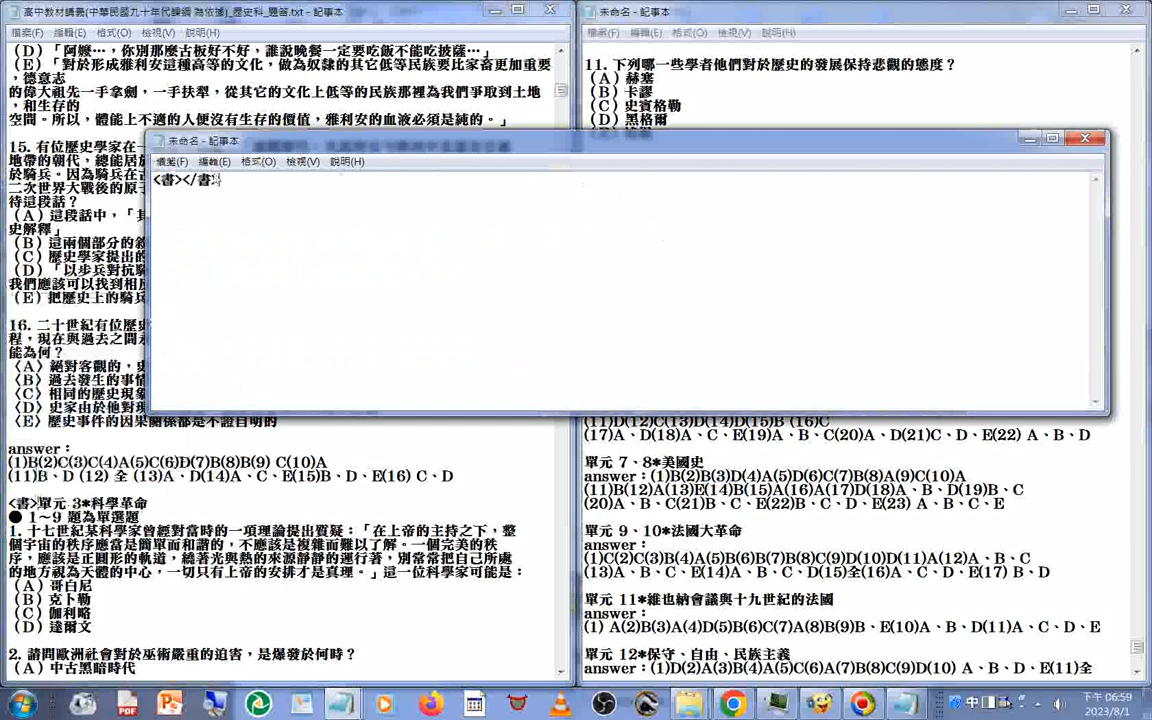 高中教材講義(中華民國九十年代課綱 為依據)_歷史科_題答.txt - 記事本
檔案(F) 編輯(E) 格式(O) 檢視(V) 說明(H)
(D)「阿嬤…，你別那麼古板好不好，誰說晚餐一定要吃飯不能吃披薩…」
(E)「對於形成雅利安這種高等的文化，做為奴隸的其它低等民族要比家畜更加重要
，德意志
的偉大祖先一手拿劍，一手扶犁，從其它的文化上低等的民族那裡為我們爭取到土地
，和生存的
空間。所以，體能上不適的人便沒有生存的價值，雅利安的血液必須是純的。」
15. 有位歷史學家在一
地帶的朝代，總能居於
於騎兵。因為騎兵在古
二次世界大戰後的原子
待這段話？
(A) 這段話中，「其
史解釋」
(B) 這兩個部分的敘
(C) 歷史學家提出的
(D)「以步兵對抗騎
我們應該可以找到相反
(E) 把歷史上的騎兵
16. 二十世紀有位歷史
程，現在與過去之間永
能為何？
〈A〉絕對客觀的，史
〈B〉過去發生的事情
〈C〉相同的歷史現象
〈D〉史家由於他對現
〈E〉歷史事件的因果關係都是不證自明的
answer：
(1)B(2)C(3)C(4)A(5)C(6)D(7)B(8)B(9) C(10)A
(11)B、D (12) 全 (13)A、D(14)A、C、E(15)B、D、E(16) C、D
<書>單元 3*科學革命
● 1～9 題為單選題
1. 十七世紀某科學家曾經對當時的一項理論提出質疑：「在上帝的主持之下，整
個宇宙的秩序應當是簡單而和諧的，不應該是複雜而難以了解。一個完美的秩
序，應該是正圓形的軌道，繞著光與熱的來源靜靜的運行著，別常常把自己所處
的地方視為天體的中心，一切只有上帝的安排才是真理。」這一位科學家可能是：
(A) 哥白尼
(B) 克卜勒
(C) 伽利略
(D) 達爾文
2. 請問歐洲社會對於巫術嚴重的迫害，是爆發於何時？
(A) 中古黑暗時代
未命名 - 記事本
檔案(F) 編輯(E) 格式(O) 檢視(V) 說明(H)
11. 下列哪一些學者他們對於歷史的發展保持悲觀的態度？
(A) 赫塞
(B) 卡謬
(C) 史賓格勒
(D) 黑格爾
未命名 - 記事本
檔案(F) 編輯(E) 格式(O) 檢視(V) 說明(H)
<書></書>
(11)D(12)C(13)D(14)D(15)B (16)C
(17)A、D(18)A、C、E(19)A、B、C(20)A、D(21)C、D、E(22) A、B、D
單元 7、8*美國史
answer：(1)B(2)B(3)D(4)A(5)D(6)C(7)B(8)A(9)C(10)A
(11)B(12)A(13)E(14)B(15)A(16)A(17)D(18)A、B、D(19)B、C
(20)A、C(21)B、C、E(22)B、C、D、E(23) A、B、C、E
單元 9、10*法國大革命
answer：
(1)C(2)C(3)B(4)A(5)B(6)B(7)B(8)C(9)D(10)D(11)A(12)A、B、C
(13)A、B、C、E(14)A、B、C、D(15)全(16)A、C、D、E(17) B、D
單元 11*維也納會議與十九世紀的法國
answer：
(1) A(2)B(3)A(4)D(5)B(6)C(7)A(8)B(9)B、E(10)A、B、D(11)A、C、D、E
單元 12*保守、自由、民族主義
answer：(1)D(2)A(3)B(4)A(5)C(6)A(7)C(8)B(9)C(10) A、B、D、E(11)全
中
下午 06:59
2023/8/1